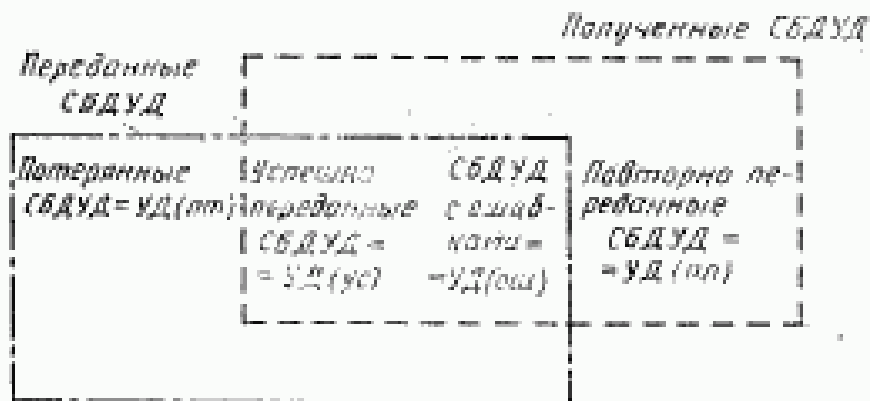 Полученные СБДУД
Переданные
СБДУД
Потерянные
СБДУД = УД(пт)
Успешно
переданные
СБДУД =
= УД(ус)
СБДУД
с ошиб-
ками =
=УД(ош)
Повторно пе-
реданные
СБДУД =
= УД(пп)